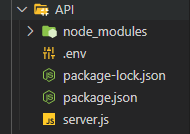 API
node_modules
.env
package-lock.json
package.json
server.js